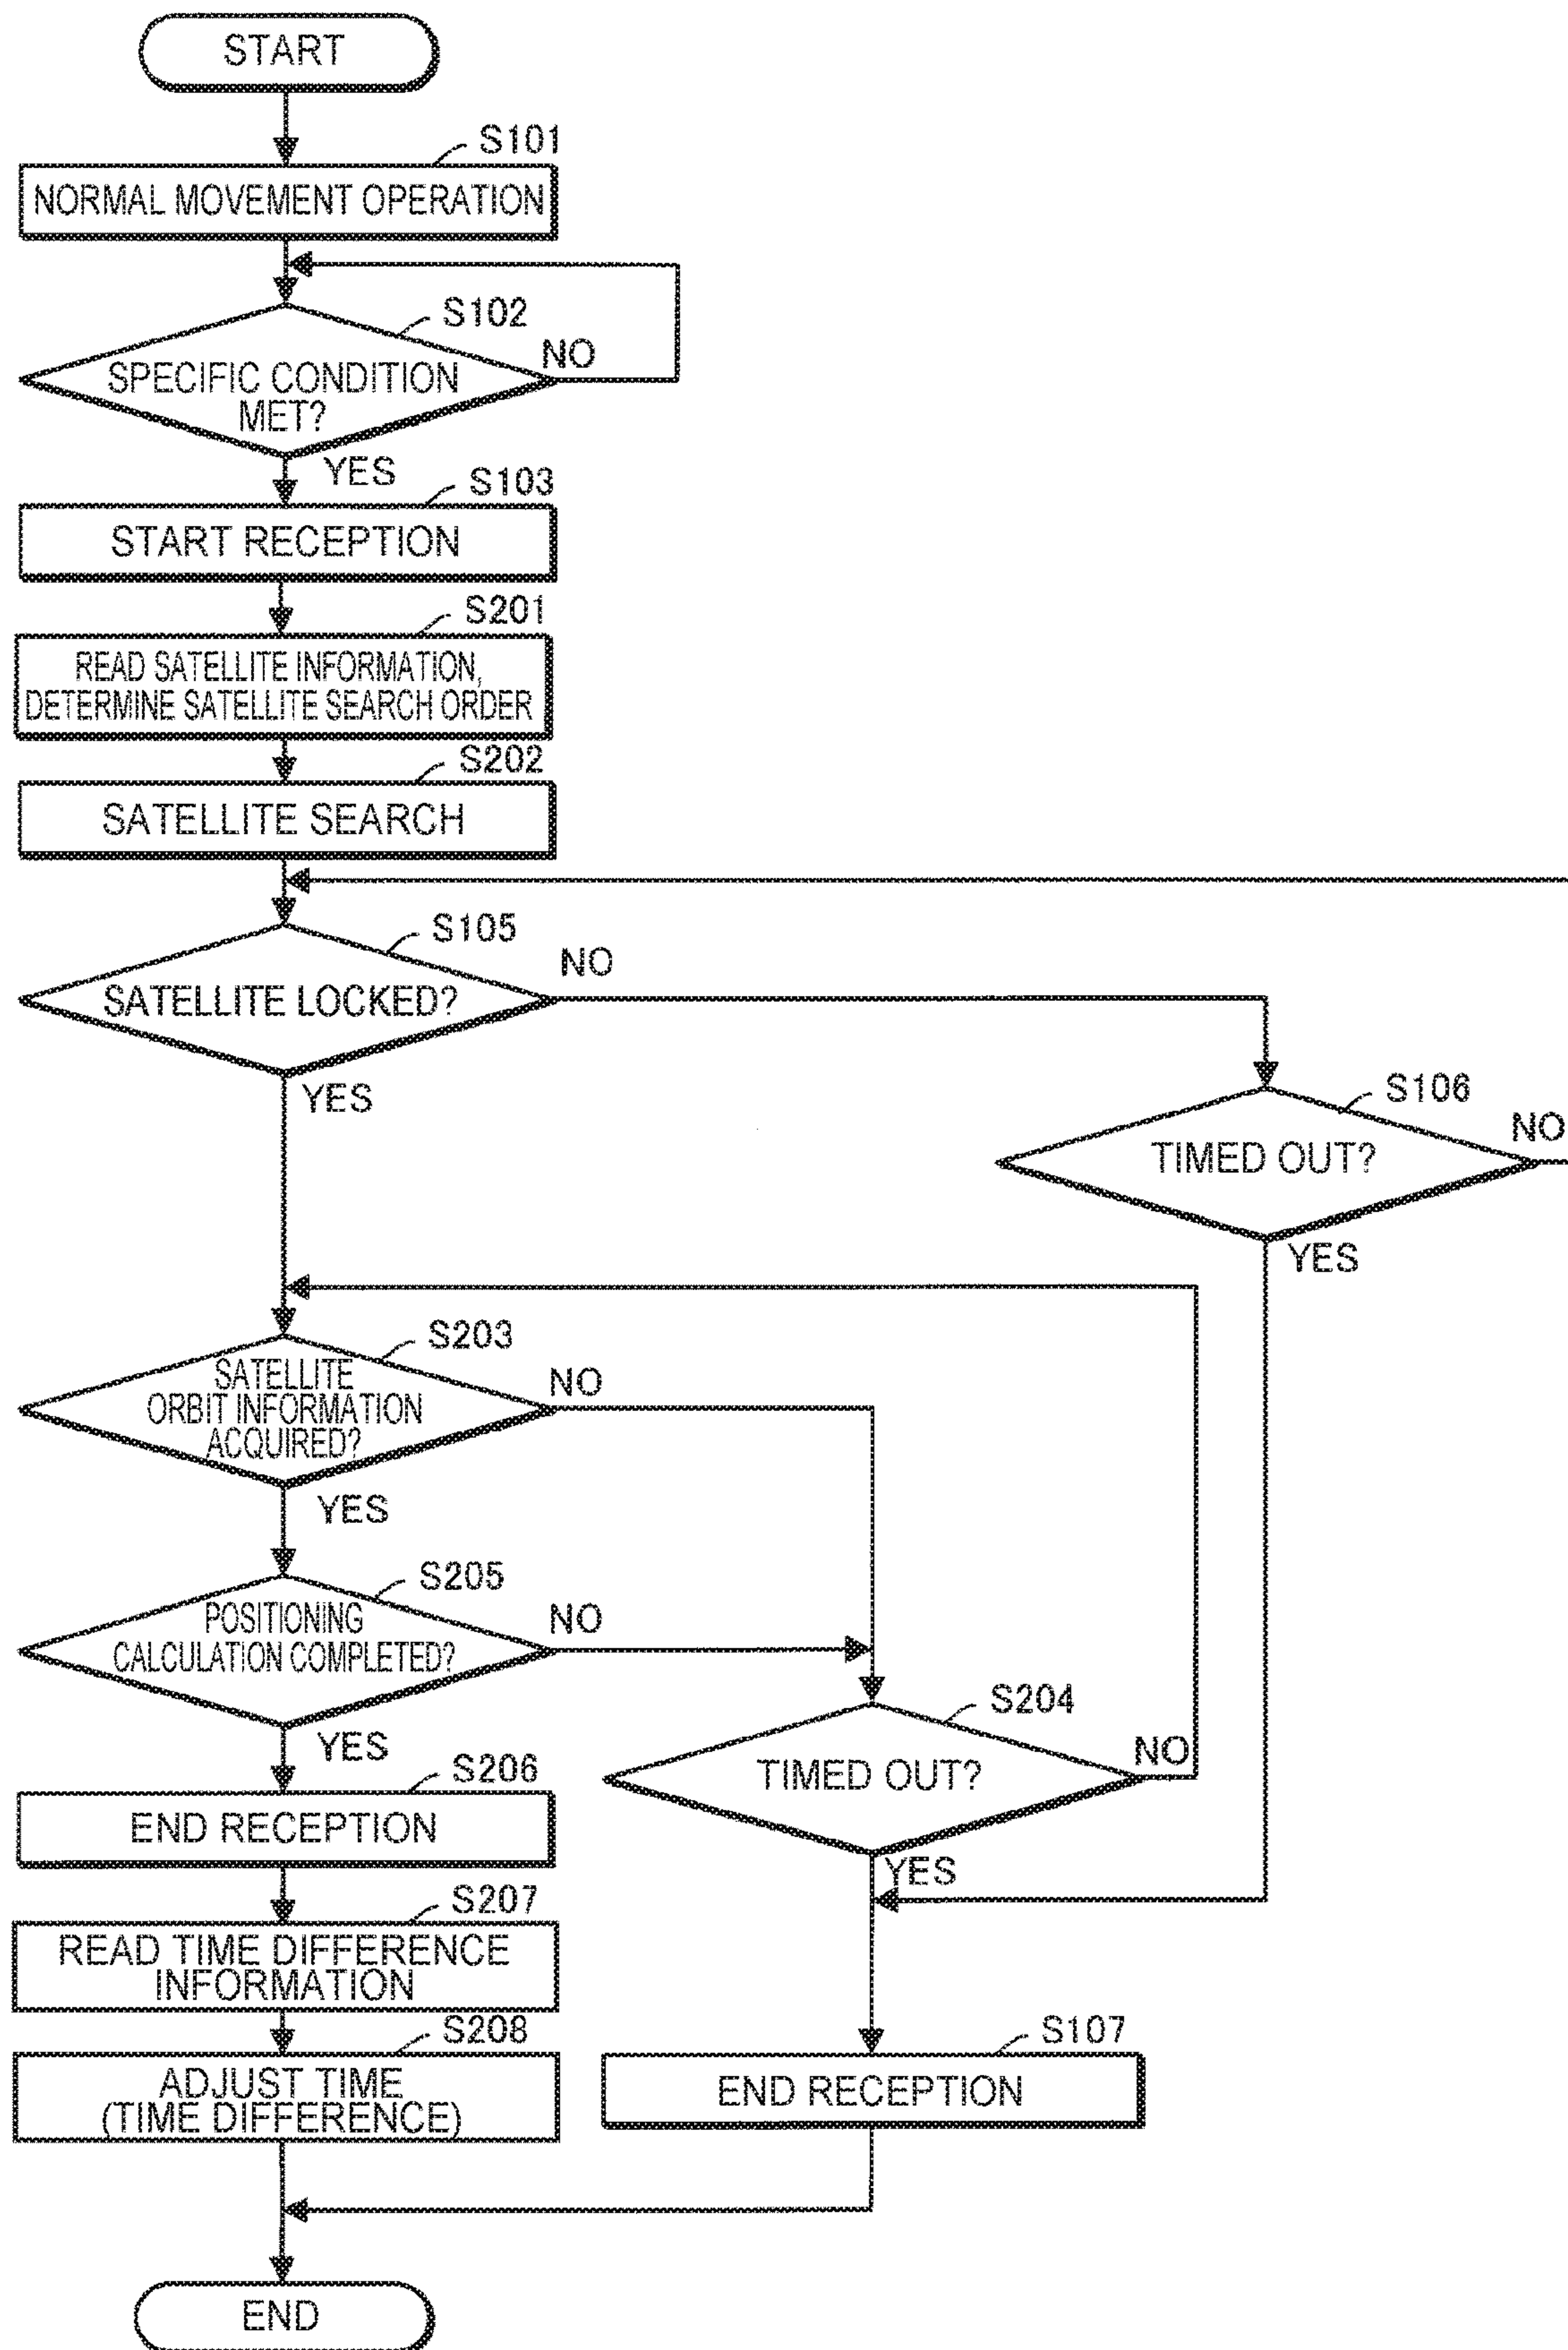 START
S101
NORMAL MOVEMENT OPERATION
S102
SPECIFIC CONDITION
MET?
NO
YES
S103
START RECEPTION
S201
READ SATELLITE INFORMATION,
DETERMINE SATELLITE SEARCH ORDER
S202
SATELLITE SEARCH
S105
SATELLITE LOCKED?
NO
YES
S106
TIMED OUT?
NO
YES
S203
SATELLITE
ORBIT INFORMATION
ACQUIRED?
NO
YES
S205
POSITIONING
CALCULATION COMPLETED?
NO
YES
S204
TIMED OUT?
NO
YES
S206
END RECEPTION
S207
READ TIME DIFFERENCE
INFORMATION
S208
ADJUST TIME
(TIME DIFFERENCE)
S107
END RECEPTION
END